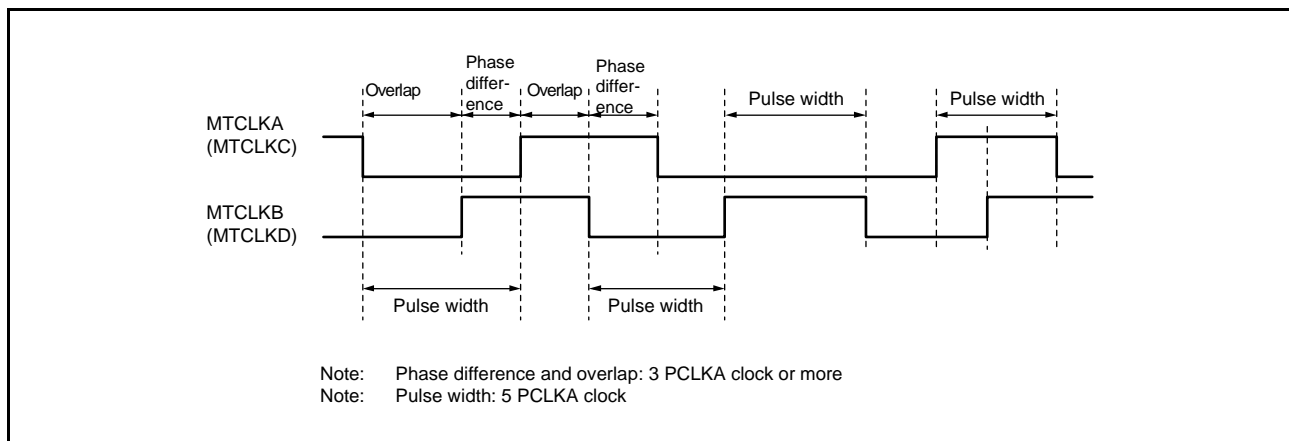 Phase
differ-
ence
Overlap
Overlap
Phase
differ-
ence
Pulse width
Pulse width
MTCLKA
(MTCLKC)
MTCLKB
(MTCLKD)
Pulse width
Pulse width
Note: Phase difference and overlap: 3 PCLKA clock or more
Note: Pulse width: 5 PCLKA clock